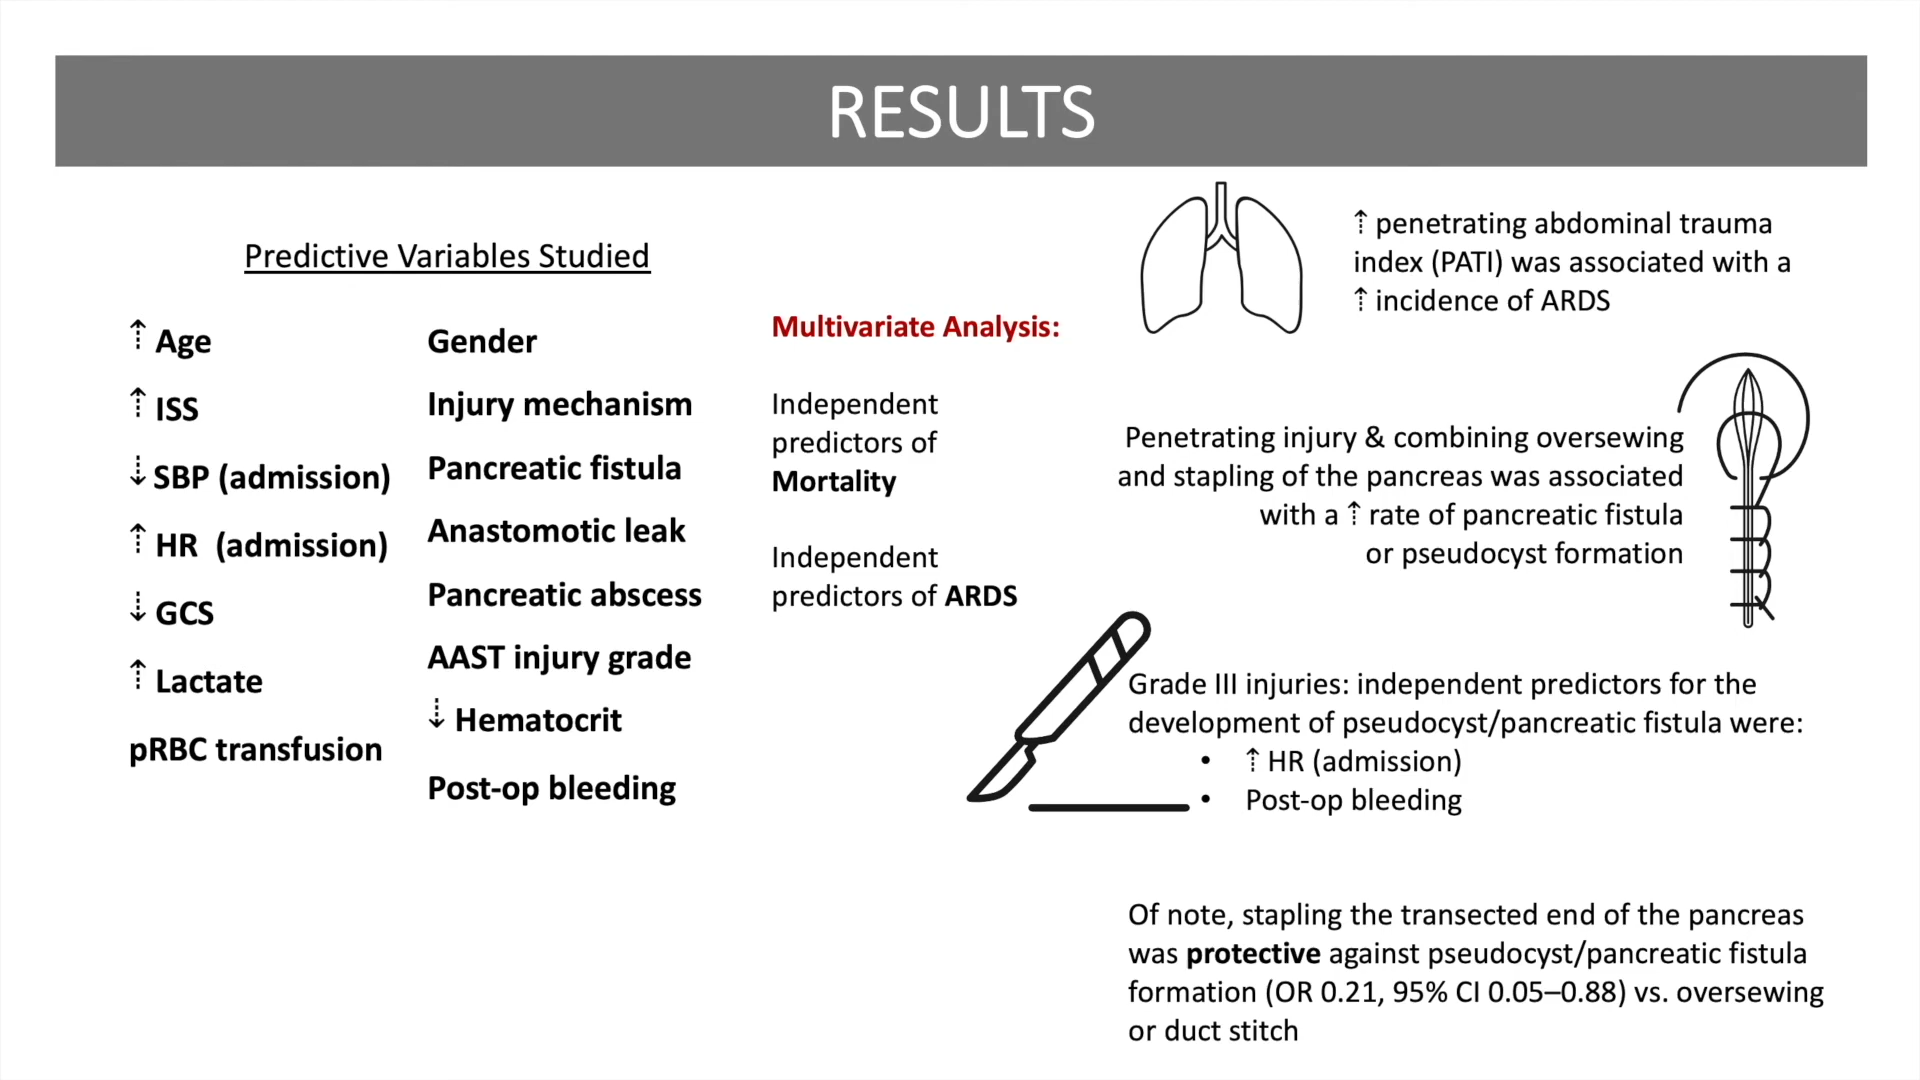 RESULTS
Predictive Variables Studied
⇡ Age
⇡ ISS
⇣ SBP (admission)
⇡ HR (admission)
⇣ GCS
⇡ Lactate
pRBC transfusion
Gender
Injury mechanism
Pancreatic fistula
Anastomotic leak
Pancreatic abscess
AAST injury grade
⇣ Hematocrit
Post-op bleeding
Multivariate Analysis:
Independent
predictors of
Mortality
Independent
predictors of ARDS
⇡ penetrating abdominal trauma
index (PATI) was associated with a
⇡ incidence of ARDS
Penetrating injury & combining oversewing
and stapling of the pancreas was associated
with a ⇡ rate of pancreatic fistula
or pseudocyst formation
Grade III injuries: independent predictors for the
development of pseudocyst/pancreatic fistula were:
• ⇡ HR (admission)
• Post-op bleeding
Of note, stapling the transected end of the pancreas
was protective against pseudocyst/pancreatic fistula
formation (OR 0.21, 95% CI 0.05–0.88) vs. oversewing
or duct stitch